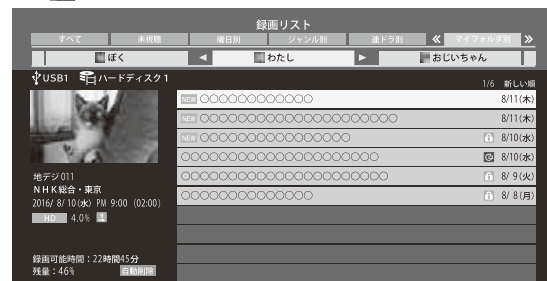 録画リスト
すべて 未視聴 曜日別 ジャンル別 連ドラ別 « マイフォルダ別 »
ぼく ◀ わたし ▶ おじいちゃん
USB1 ハードディスク1
1/6 新しい順
NEW ○○○○○○○○○○○○ 8/11(木)
NEW ○○○○○○○○○○○○○○○○○○○○○ 8/11(木)
NEW ○○○○○○○○○○○○○○○○ 8/10(水)
○○○○○○○○○○○○○○○○○○○○○ 8/10(水)
○○○○○○○○○○○○○○○○○○○○○○ 8/ 9(火)
○○○○○○○○○○○○○○ 8/ 8(月)
地デジ011
NHK総合・東京
2016/ 8/10(水) PM 9:00 (02:00)
HD 4.0%
録画可能時間：22時間45分
残量：46% 自動削除